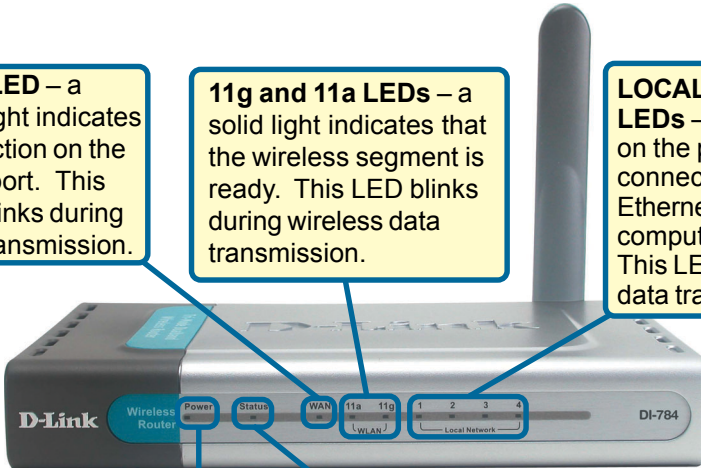 LED – a
ght indicates
ction on the
port. This
inks during
ansmission.
11g and 11a LEDs – a
solid light indicates that
the wireless segment is
ready. This LED blinks
during wireless data
transmission.
LOCAL
LEDs –
on the p
connec
Etherne
comput
This LE
data tra
D-Link
D-Link
Wireless
Router
Power
Status
WAN
11a 11g
WLAN
1 2 3 4
Local Network
DI-784